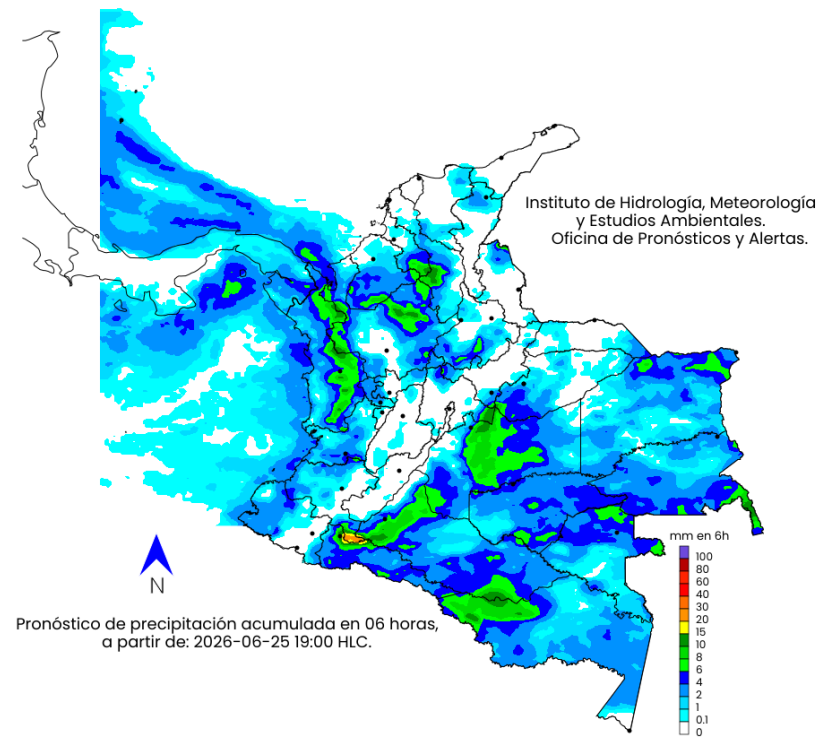 Instituto de Hidrología, Meteorología
y Estudios Ambientales.
Oficina de Pronósticos y Alertas.
mm en 6h
100
80
60
40
30
20
15
10
8
6
4
2
1
0.1
0
N
Pronóstico de precipitación acumulada en 06 horas,
a partir de: 2026-06-25 19:00 HLC.